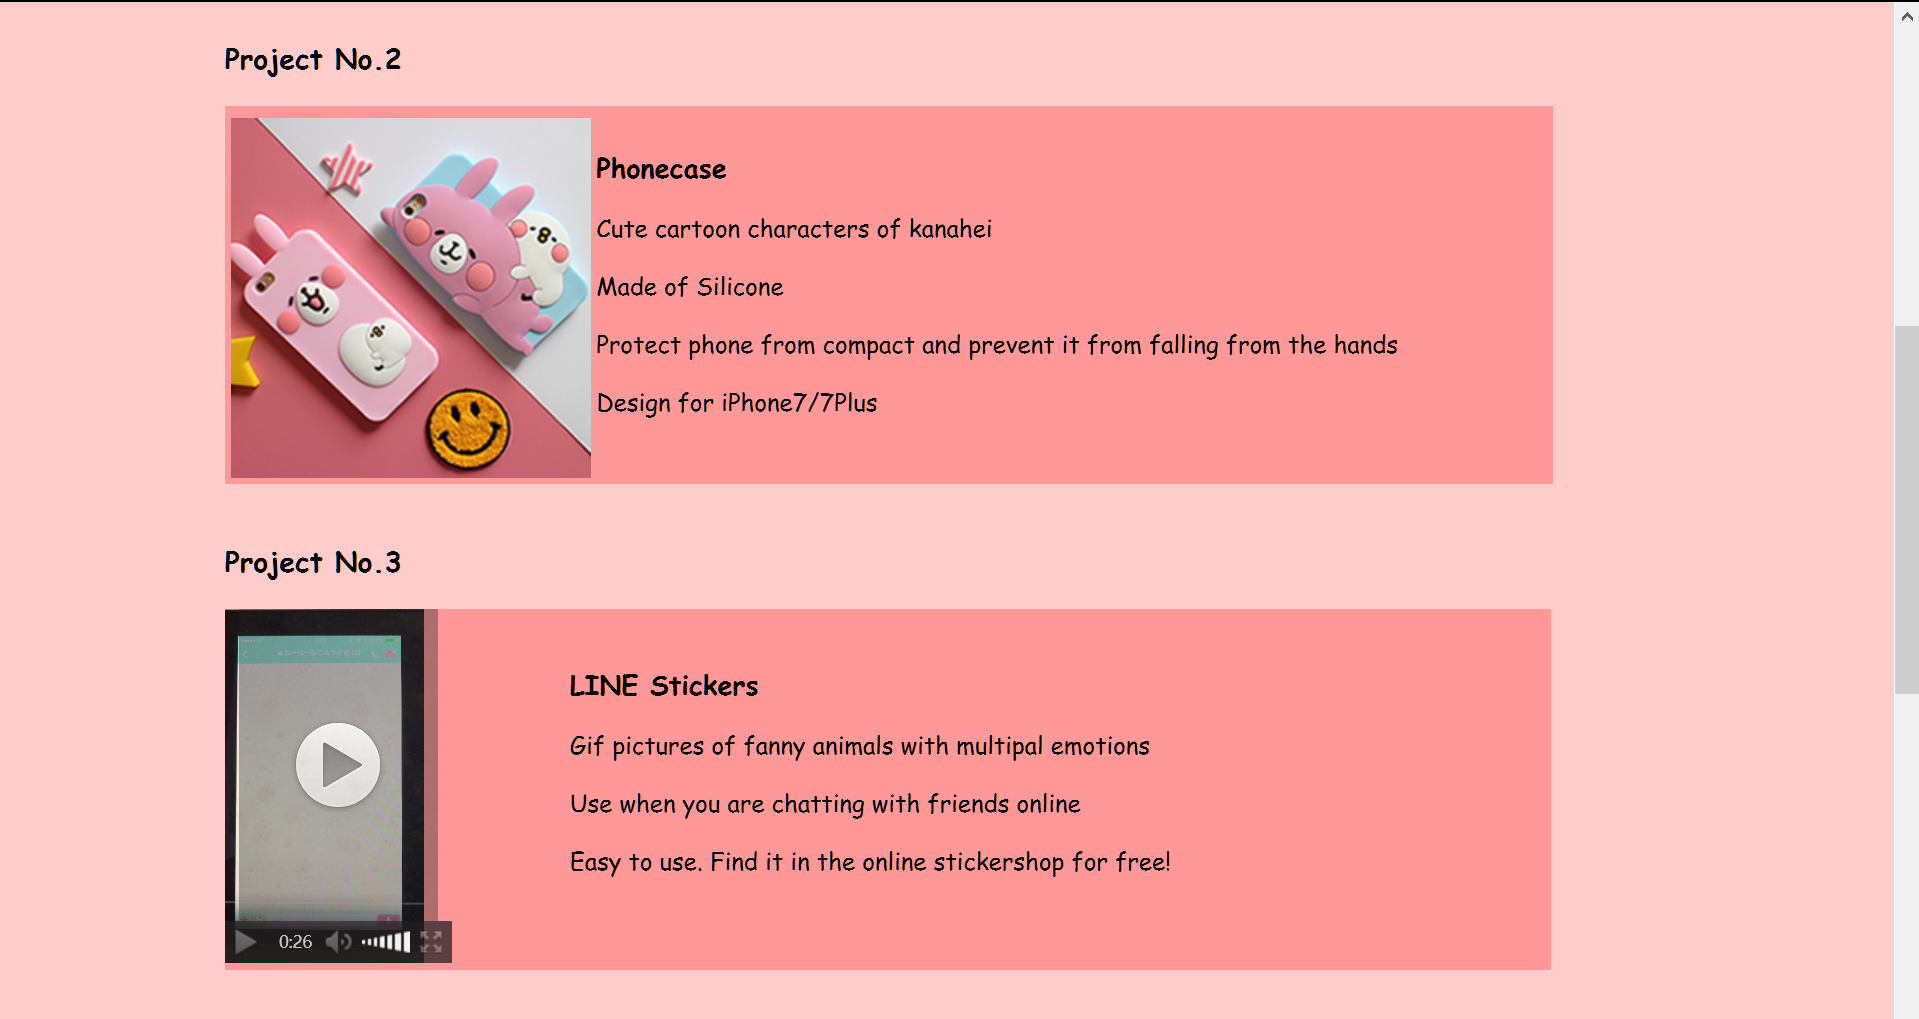 Project No.2
Phonecase
Cute cartoon characters of kanahei
Made of Silicone
Protect phone from compact and prevent it from falling from the hands
Design for iPhone7/7Plus
Project No.3
LINE Stickers
Gif pictures of fanny animals with multipal emotions
Use when you are chatting with friends online
Easy to use. Find it in the online stickershop for free!
0:26